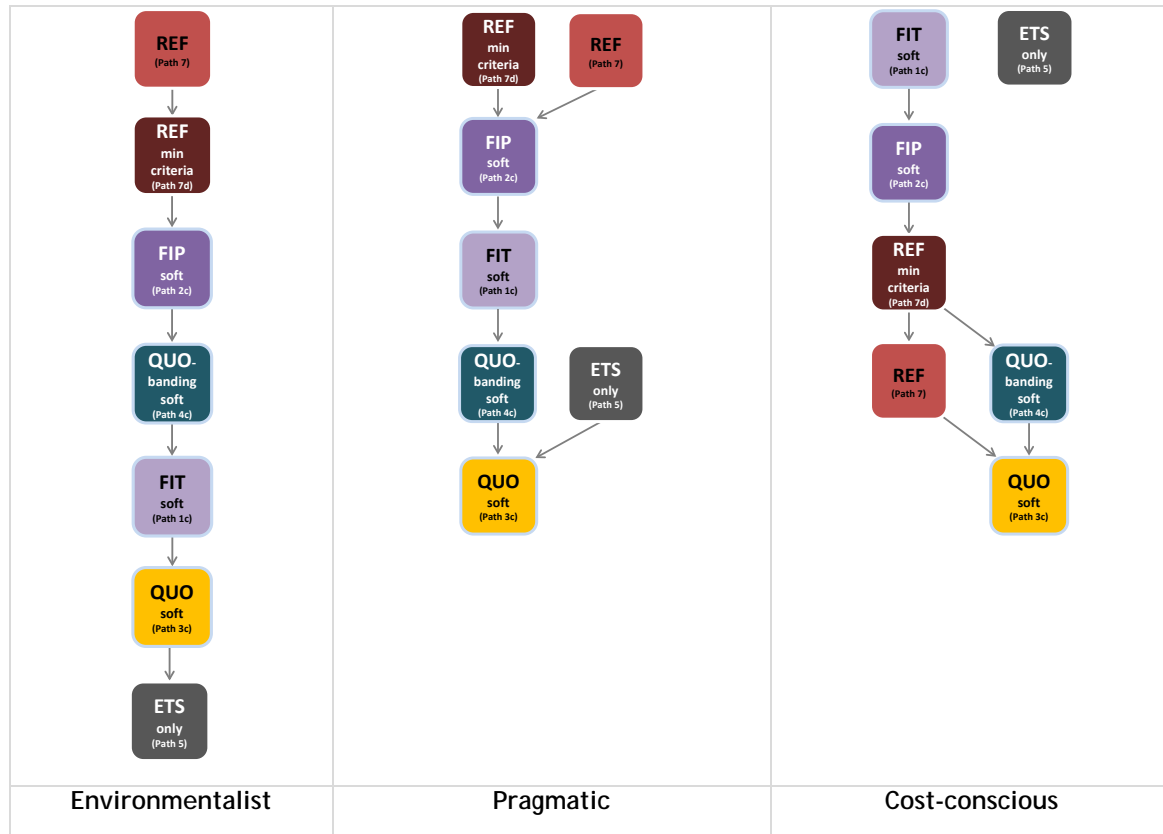 REF
(Path 7)
REF
min
criteria
(Path 7d)
FIP
soft
(Path 2c)
QUO-
banding
soft
(Path 4c)
FIT
soft
(Path 1c)
QUO
soft
(Path 3c)
ETS
only
(Path 5)
Environmentalist
REF
min
criteria
(Path 7d)
REF
(Path 7)
FIP
soft
(Path 2c)
FIT
soft
(Path 1c)
QUO-
banding
soft
(Path 4c)
ETS
only
(Path 5)
QUO
soft
(Path 3c)
Pragmatic
FIT
soft
(Path 1c)
ETS
only
(Path 5)
FIP
soft
(Path 2c)
REF
min
criteria
(Path 7d)
REF
(Path 7)
QUO-
banding
soft
(Path 4c)
QUO
soft
(Path 3c)
Cost-conscious